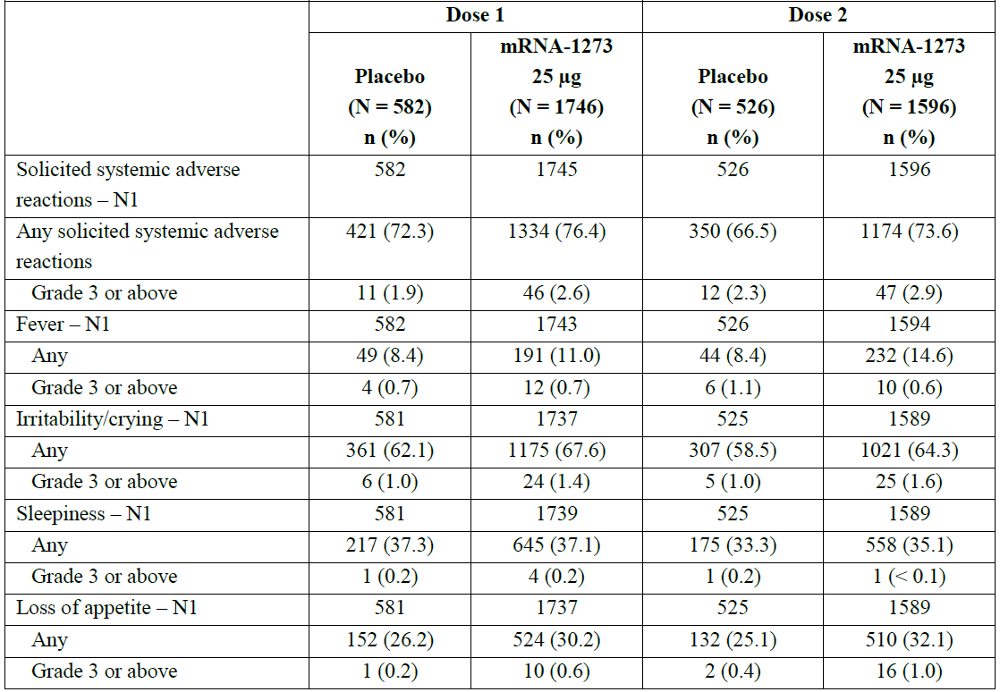 Dose 1 Dose 2
Placebo
(N = 582)
n (%)
mRNA-1273
25 µg
(N = 1746)
n (%)
Placebo
(N = 526)
n (%)
mRNA-1273
25 µg
(N = 1596)
n (%)
Solicited systemic adverse
reactions – N1 582 1745 526 1596
Any solicited systemic adverse
reactions 421 (72.3) 1334 (76.4) 350 (66.5) 1174 (73.6)
Grade 3 or above 11 (1.9) 46 (2.6) 12 (2.3) 47 (2.9)
Fever – N1 582 1743 526 1594
Any 49 (8.4) 191 (11.0) 44 (8.4) 232 (14.6)
Grade 3 or above 4 (0.7) 12 (0.7) 6 (1.1) 10 (0.6)
Irritability/crying – N1 581 1737 525 1589
Any 361 (62.1) 1175 (67.6) 307 (58.5) 1021 (64.3)
Grade 3 or above 6 (1.0) 24 (1.4) 5 (1.0) 25 (1.6)
Sleepiness – N1 581 1739 525 1589
Any 217 (37.3) 645 (37.1) 175 (33.3) 558 (35.1)
Grade 3 or above 1 (0.2) 4 (0.2) 1 (0.2) 1 (< 0.1)
Loss of appetite – N1 581 1737 525 1589
Any 152 (26.2) 524 (30.2) 132 (25.1) 510 (32.1)
Grade 3 or above 1 (0.2) 10 (0.6) 2 (0.4) 16 (1.0)